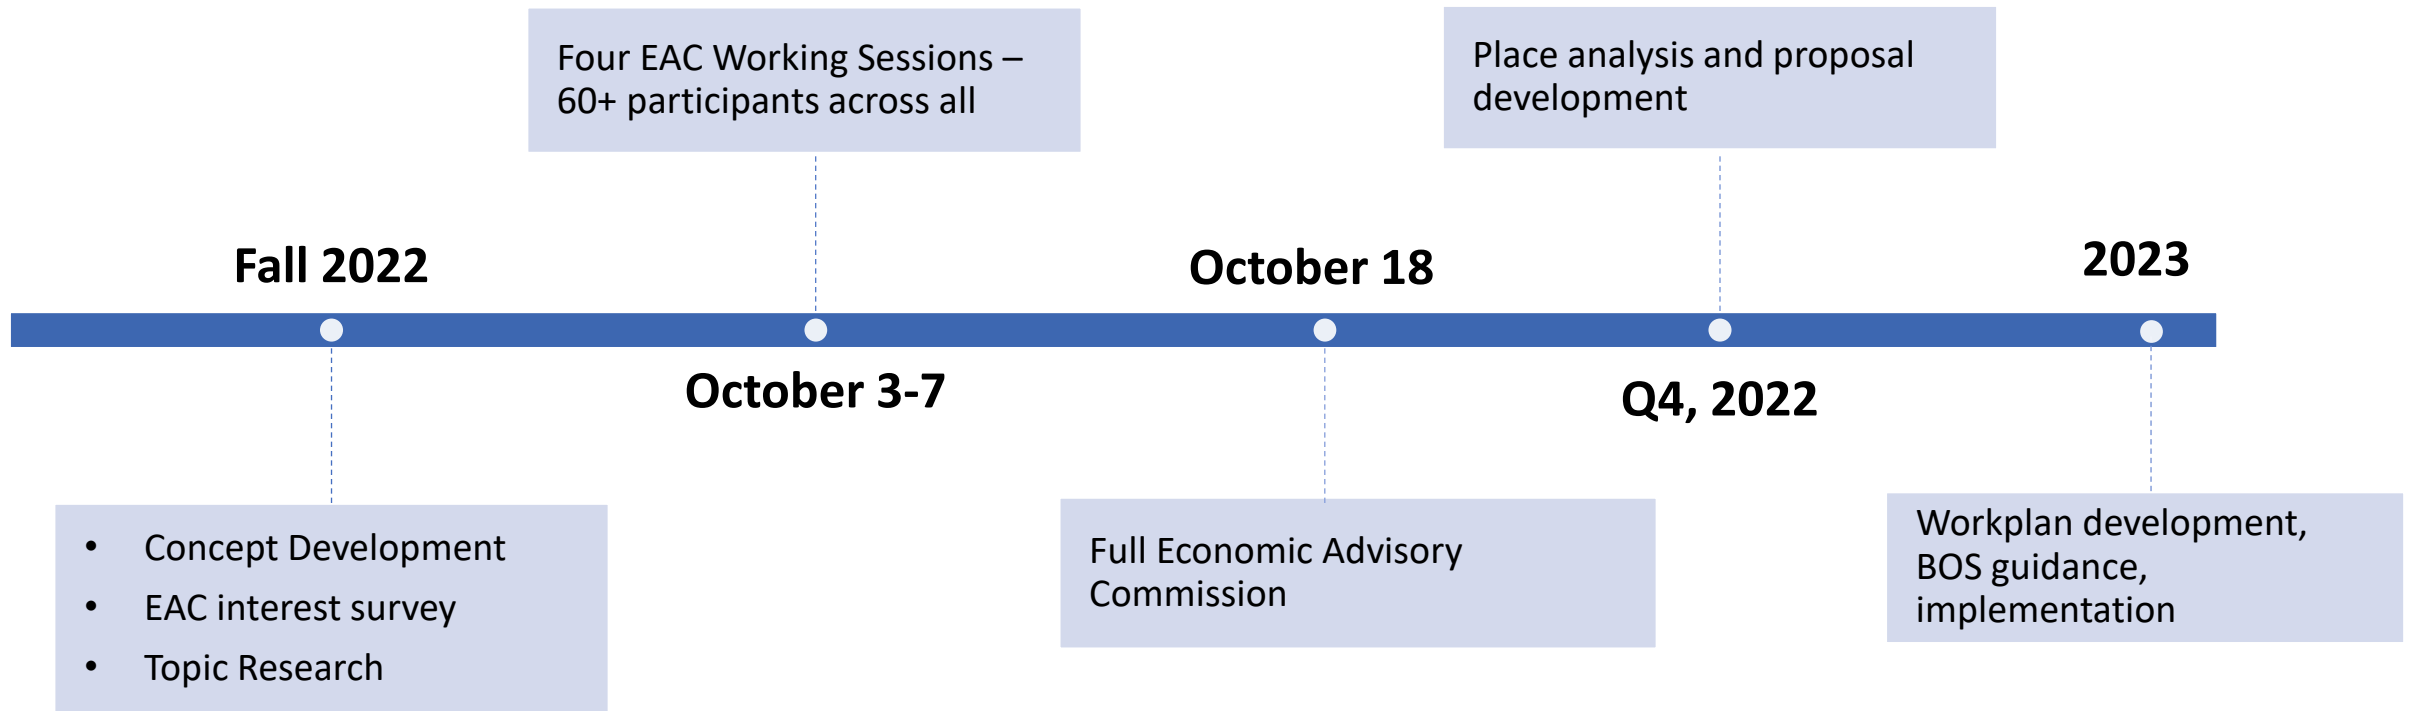 Four EAC Working Sessions –
60+ participants across all
Place analysis and proposal
development
Fall 2022
October 18
2023
October 3-7
Q4, 2022
• Concept Development
• EAC interest survey
• Topic Research
Full Economic Advisory
Commission
Workplan development,
BOS guidance,
implementation